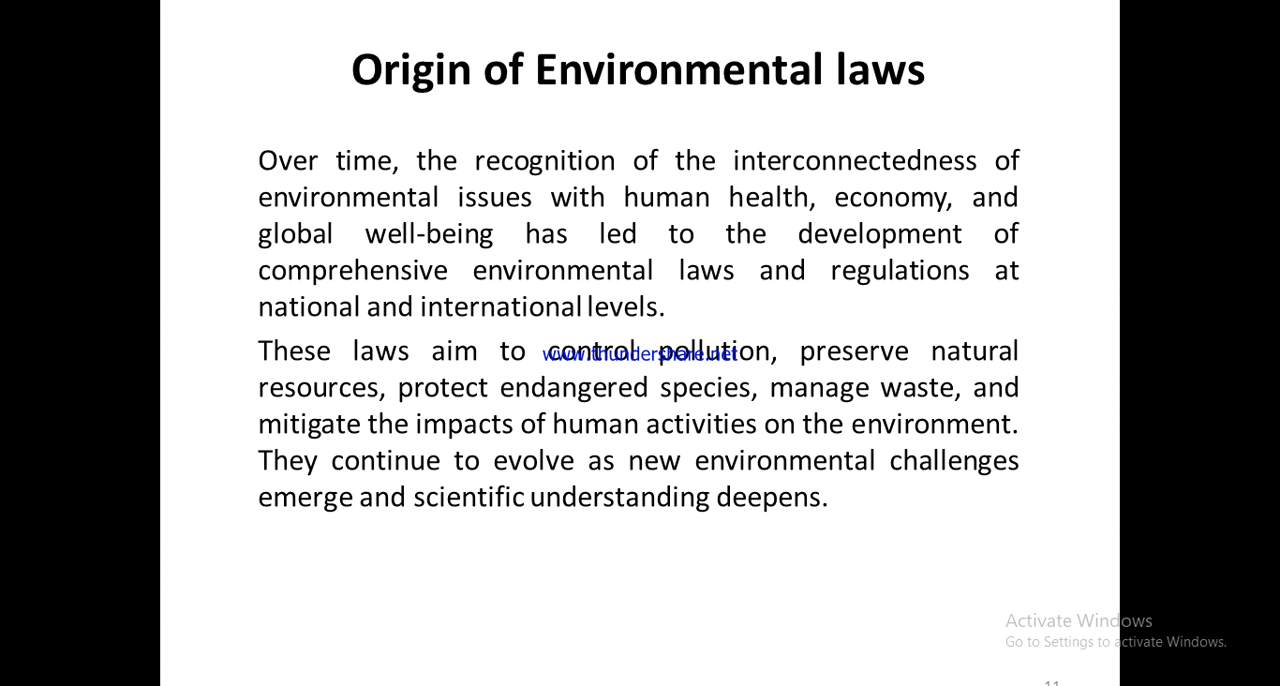 Origin of Environmental laws
Over time, the recognition of the interconnectedness of
environmental issues with human health, economy, and
global well-being has led to the development of
comprehensive environmental laws and regulations at
national and international levels.
These laws aim to control pollution, preserve natural
www.thundershare.net
resources, protect endangered species, manage waste, and
mitigate the impacts of human activities on the environment.
They continue to evolve as new environmental challenges
emerge and scientific understanding deepens.
Activate Windows
Go to Settings to activate Windows.
11